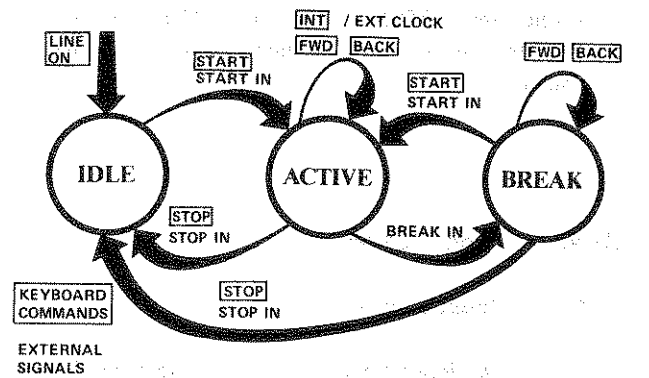 INT / EXT CLOCK
FWD BACK
LINE
ON
START
START IN
START
START IN
FWD BACK
IDLE
ACTIVE
BREAK
STOP
STOP IN
BREAK IN
STOP
STOP IN
KEYBOARD
COMMANDS
EXTERNAL
SIGNALS